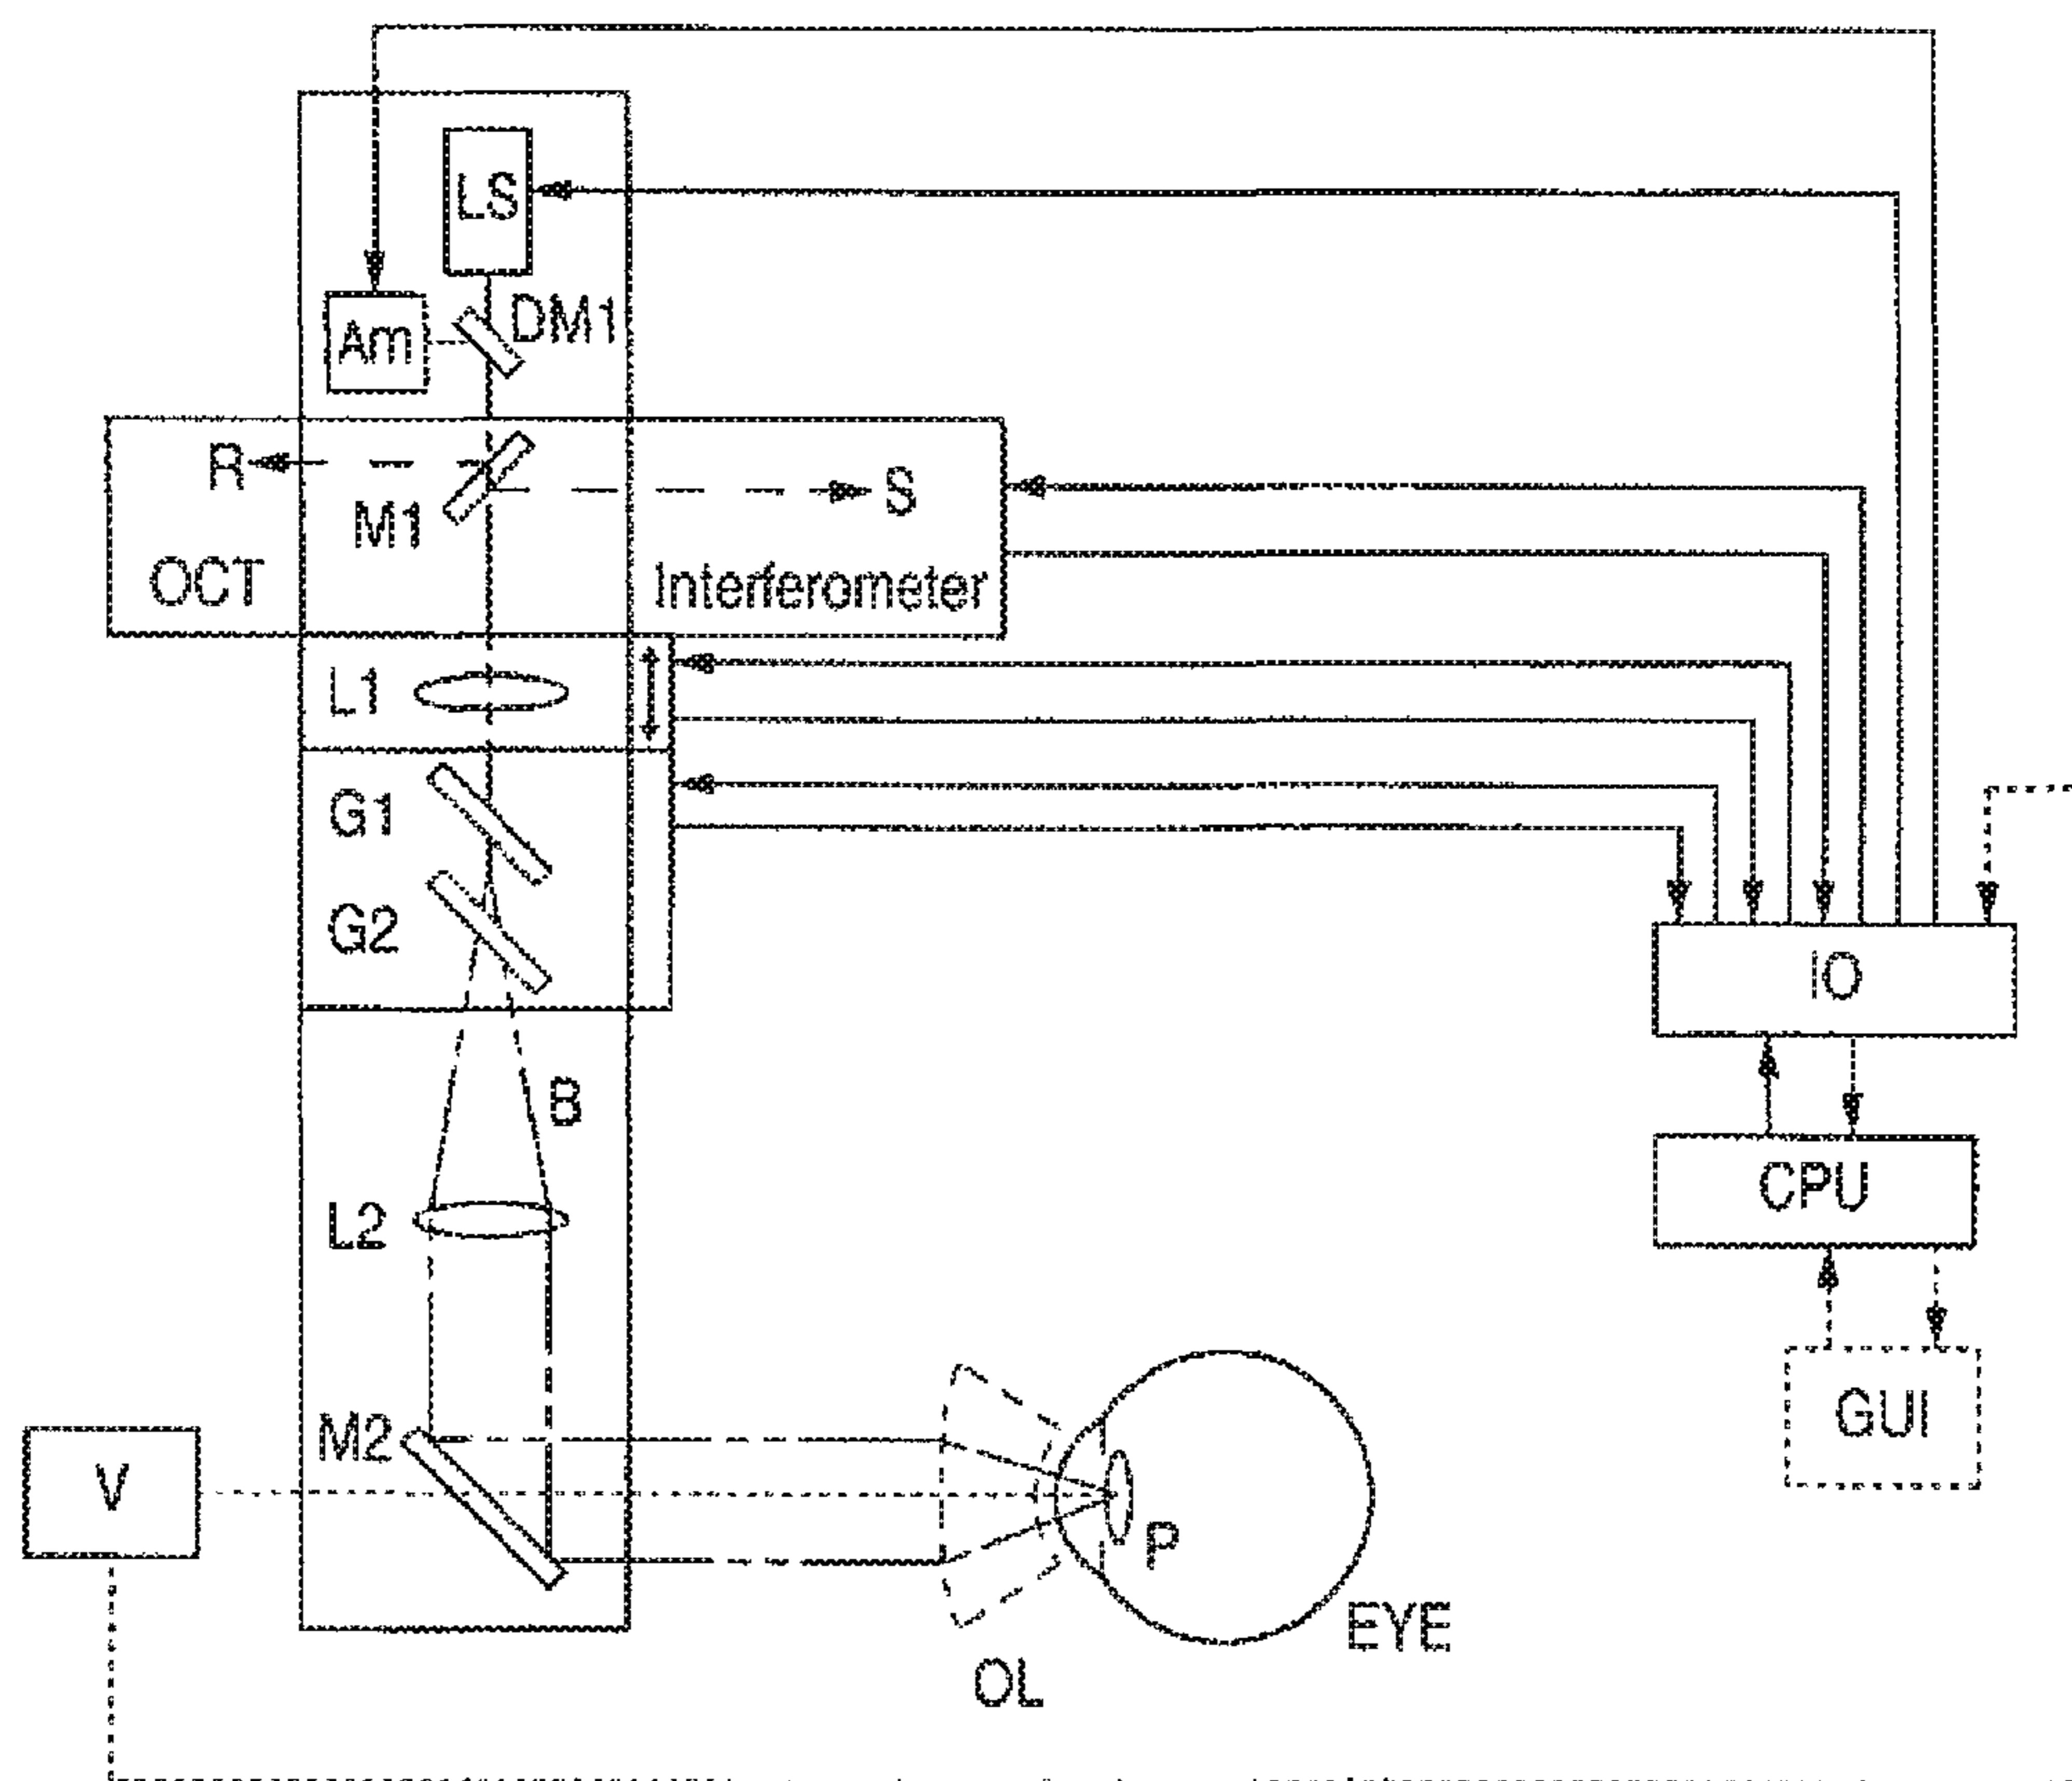 LS
DM1
Am
R
S
M1
OCT
Interferometer
L1
G1
G2
IO
B
CPU
L2
GUI
M2
V
P
EYE
OL